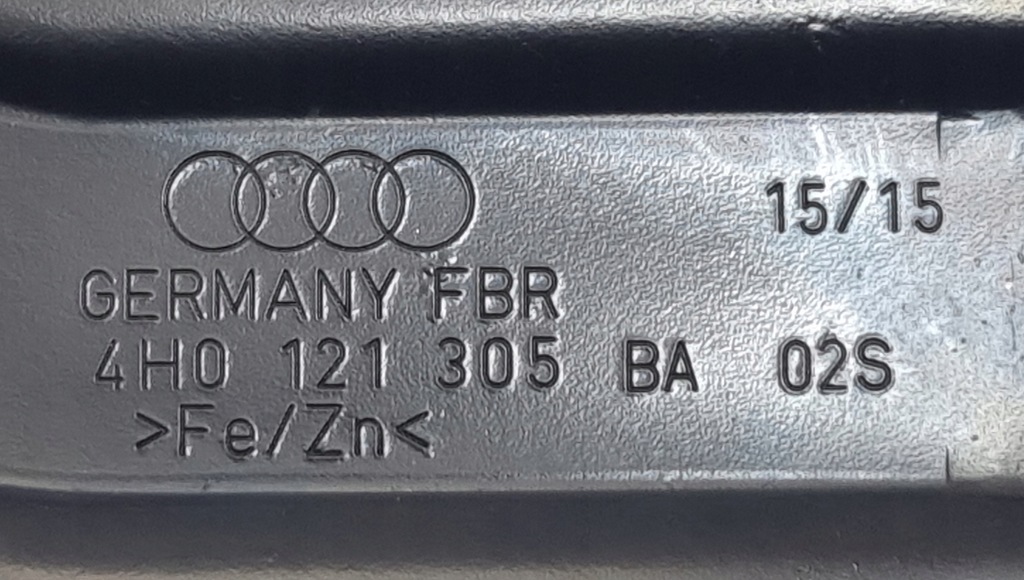 15/15
GERMANY FBR
4H0 121 305 BA 02S
>Fe/Zn<